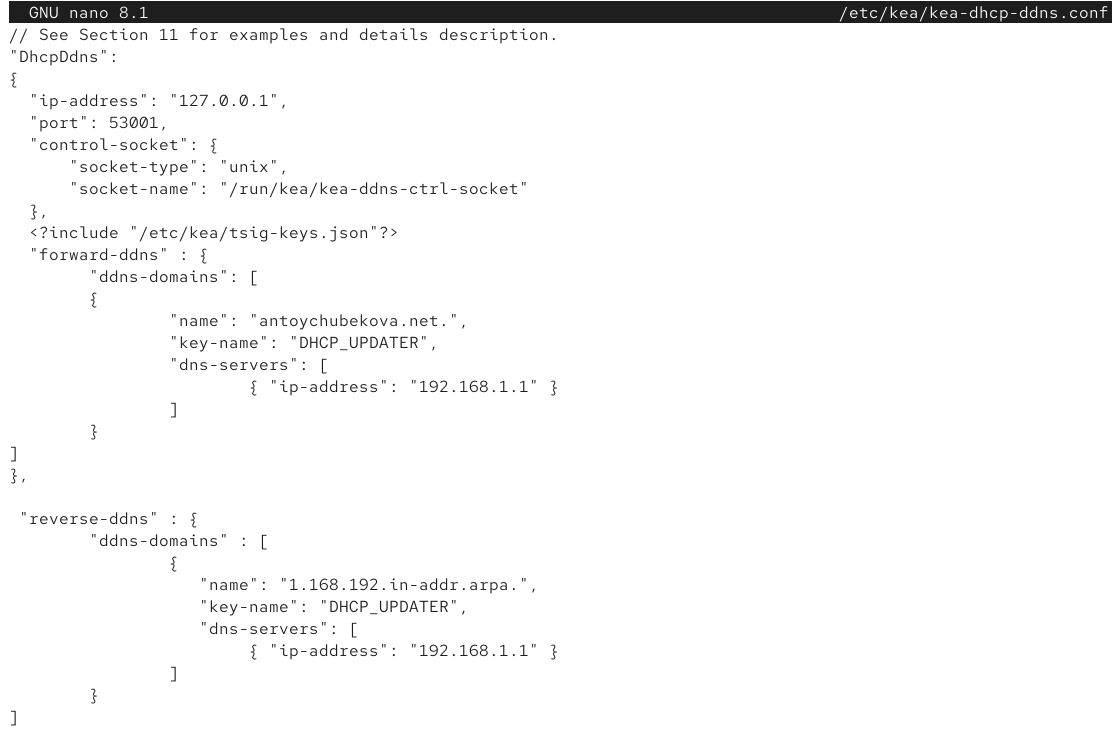 GNU nano 8.1 /etc/kea/kea-dhcp-ddns.conf
// See Section 11 for examples and details description.
"DhcpDdns":
{
  "ip-address": "127.0.0.1",
  "port": 53001,
  "control-socket": {
      "socket-type": "unix",
      "socket-name": "/run/kea/kea-ddns-ctrl-socket"
  },
  <?include "/etc/kea/tsig-keys.json"?>
  "forward-ddns" : {
        "ddns-domains": [
        {
                "name": "antoychubekova.net.",
                "key-name": "DHCP_UPDATER",
                "dns-servers": [
                        { "ip-address": "192.168.1.1" }
                ]
        }
]
},

 "reverse-ddns" : {
        "ddns-domains" : [
                {
                   "name": "1.168.192.in-addr.arpa.",
                   "key-name": "DHCP_UPDATER",
                   "dns-servers": [
                        { "ip-address": "192.168.1.1" }
                ]
        }
]